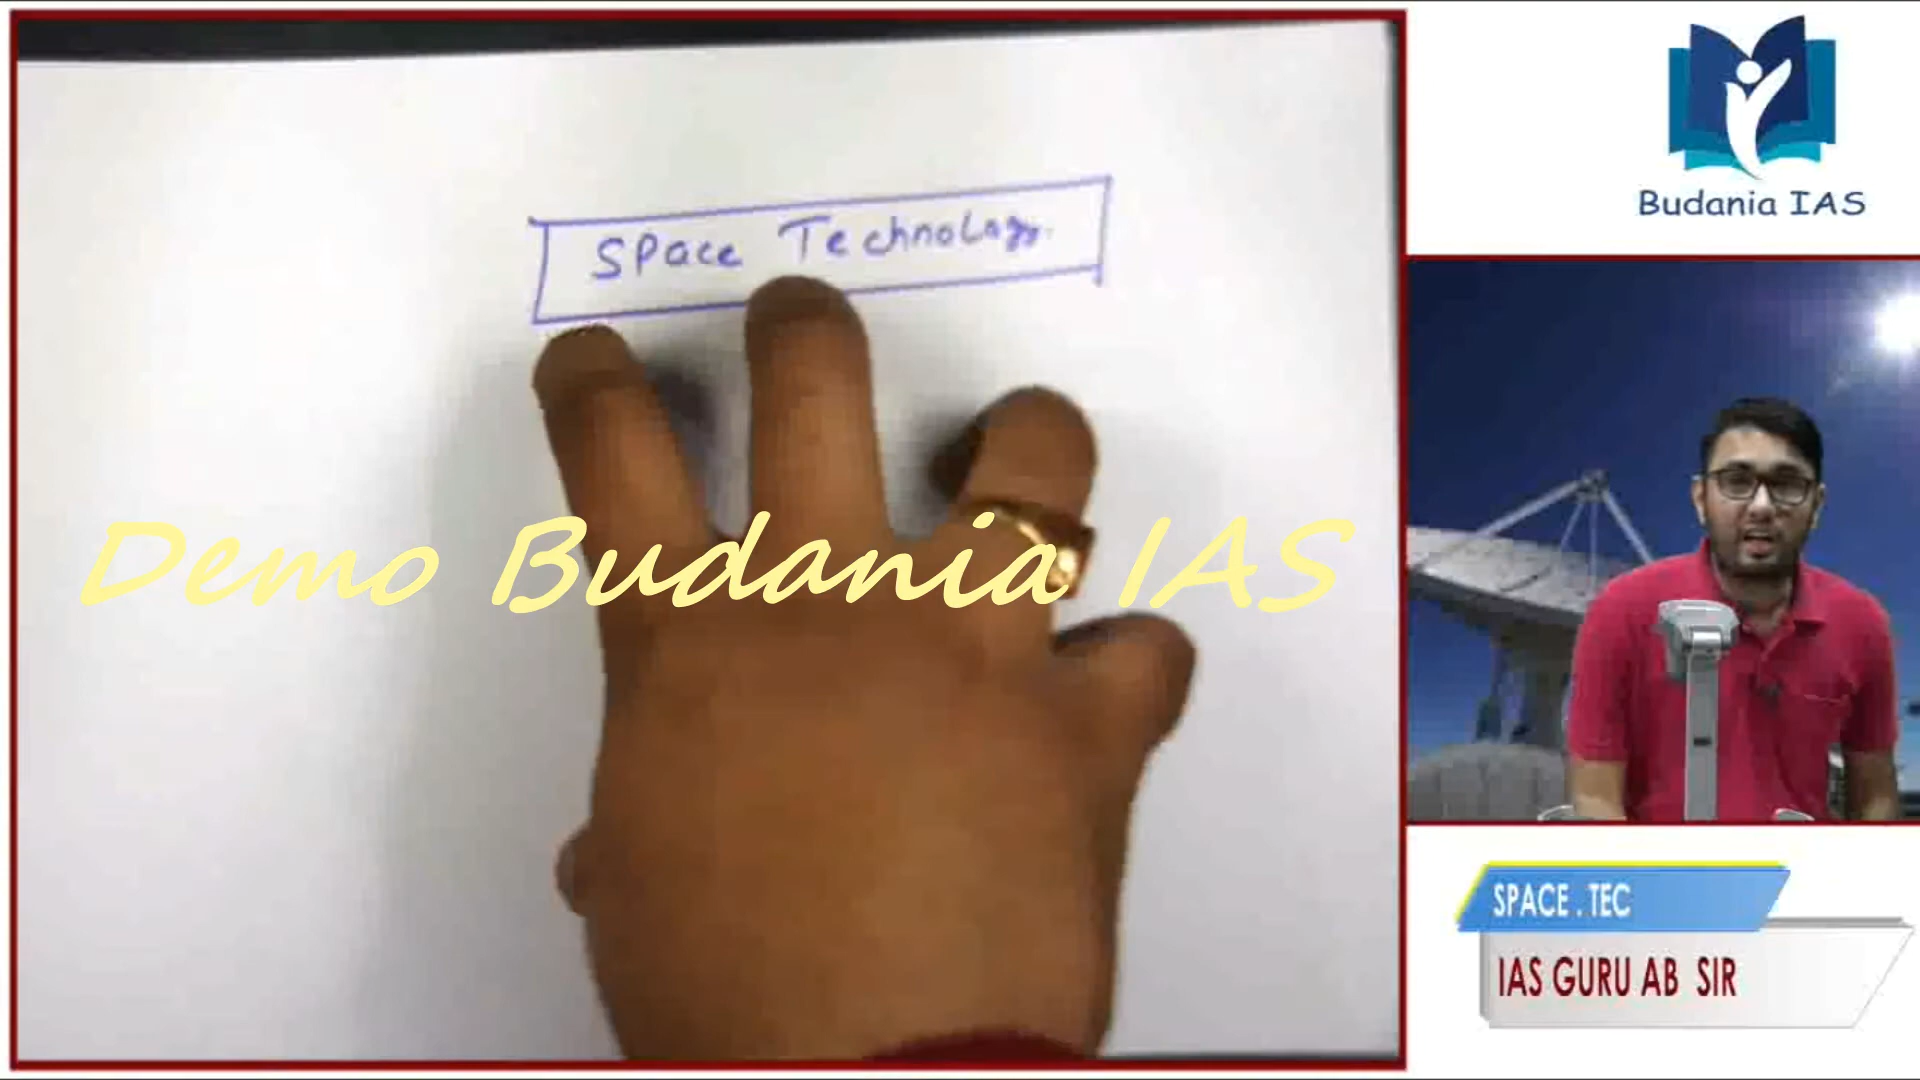 Space Technology.
Demo Budania IAS
Budania IAS
SPACE . TEC
IAS GURU AB SIR